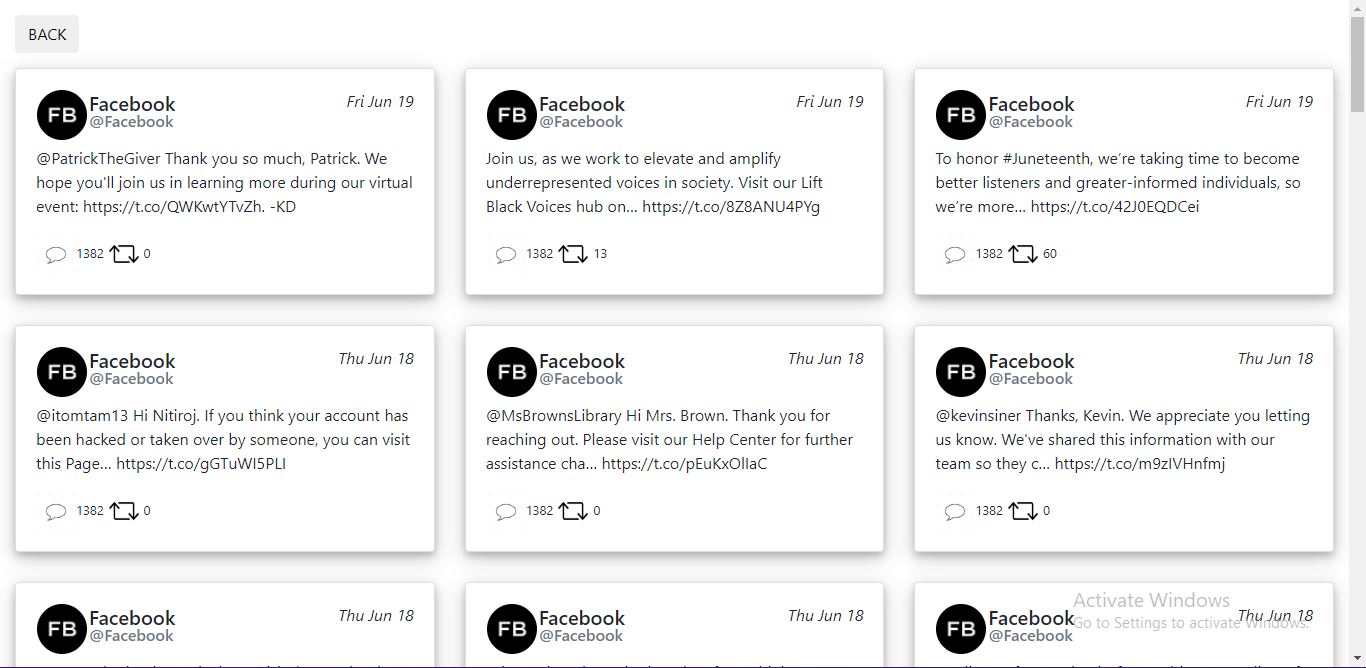 BACK
FB Facebook Fri Jun 19
@Facebook
@PatrickTheGiver Thank you so much, Patrick. We
hope you'll join us in learning more during our virtual
event: https://t.co/QWKwtYTvZh. -KD
1382 0
FB Facebook Fri Jun 19
@Facebook
Join us, as we work to elevate and amplify
underrepresented voices in society. Visit our Lift
Black Voices hub on… https://t.co/8Z8ANU4PYg
1382 13
FB Facebook Fri Jun 19
@Facebook
To honor #Juneteenth, we’re taking time to become
better listeners and greater-informed individuals, so
we’re more… https://t.co/42J0EQDCei
1382 60
FB Facebook Thu Jun 18
@Facebook
@itomtam13 Hi Nitiroj. If you think your account has
been hacked or taken over by someone, you can visit
this Page… https://t.co/gGTuWI5PLI
1382 0
FB Facebook Thu Jun 18
@Facebook
@MsBrownsLibrary Hi Mrs. Brown. Thank you for
reaching out. Please visit our Help Center for further
assistance cha… https://t.co/pEuKxOlIaC
1382 0
FB Facebook Thu Jun 18
@Facebook
@kevinsiner Thanks, Kevin. We appreciate you letting
us know. We've shared this information with our
team so they c… https://t.co/m9zIVHnfmj
1382 0
FB Facebook Thu Jun 18
@Facebook
FB Facebook Thu Jun 18
@Facebook
FB Facebook Thu Jun 18
@Facebook
Activate Windows
Go to Settings to activate Windows.